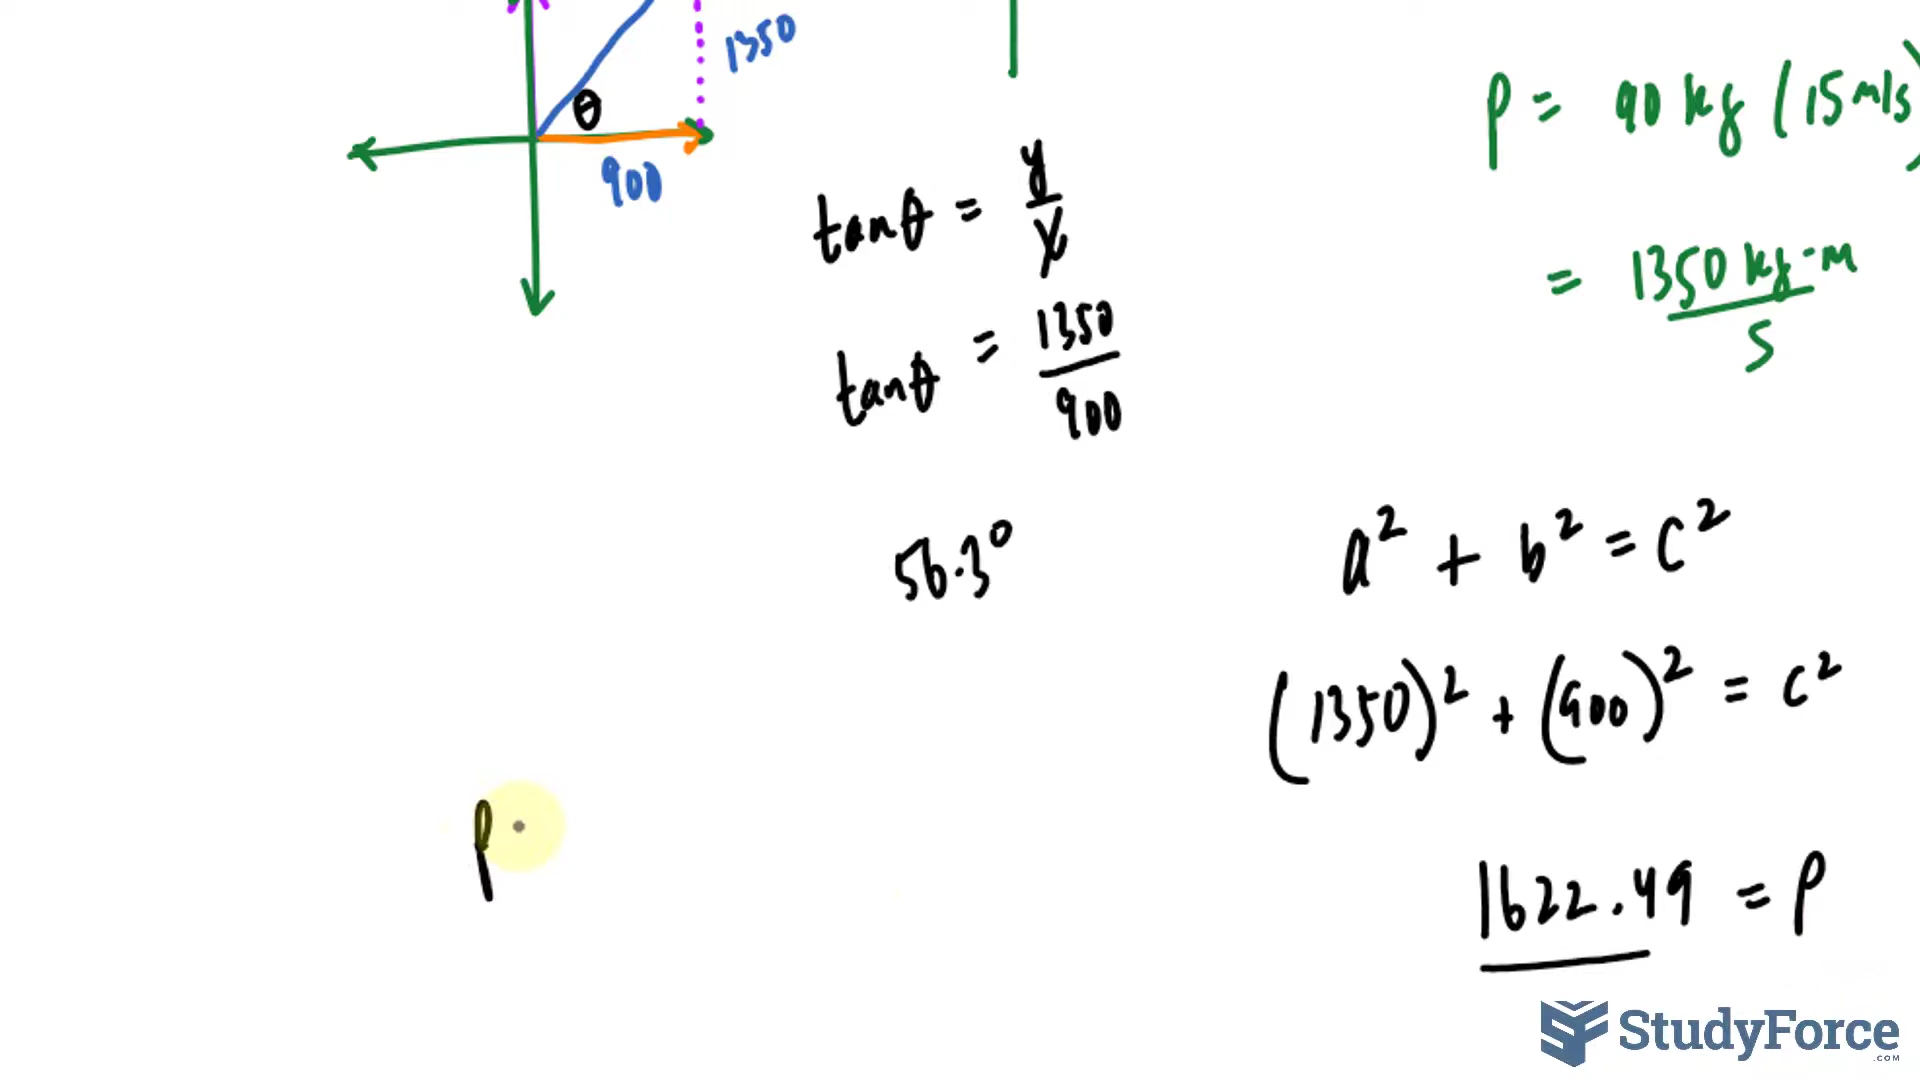 1350
θ
900
p = 90 kg (15 m/s)
tanθ = y/x
= 1350 kg·m/s
tanθ = 1350/900
56.3°
a² + b² = c²
(1350)² + (900)² = c²
p
1622.49 = p
StudyForce
.COM